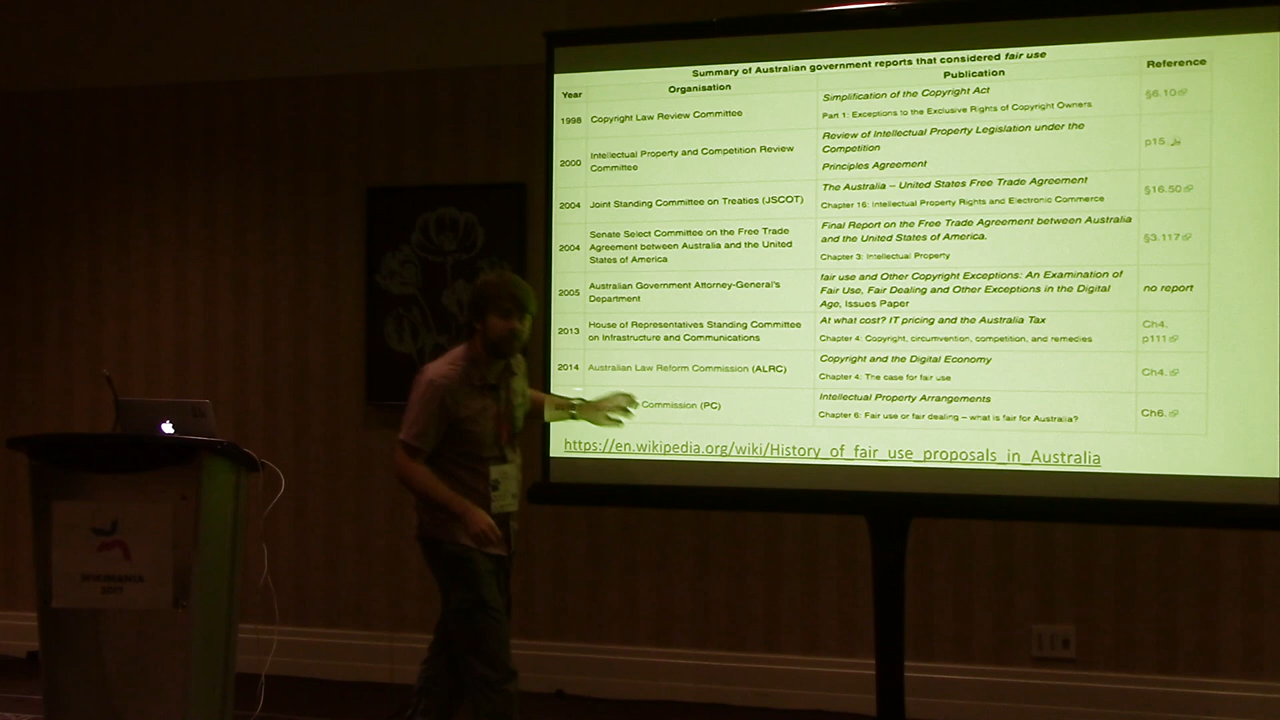 Summary of Australian government reports that considered fair use
Year Organisation Publication Reference
1998 Copyright Law Review Committee
Simplification of the Copyright Act
Part 1: Exceptions to the Exclusive Rights of Copyright Owners
§6.10
2000 Intellectual Property and Competition Review
Committee
Review of Intellectual Property Legislation under the
Competition
Principles Agreement
p15
2004 Joint Standing Committee on Treaties (JSCOT)
The Australia – United States Free Trade Agreement
Chapter 16: Intellectual Property Rights and Electronic Commerce
§16.50
2004 Senate Select Committee on the Free Trade
Agreement between Australia and the United
States of America
Final Report on the Free Trade Agreement between Australia
and the United States of America.
Chapter 3: Intellectual Property
§3.117
2005 Australian Government Attorney-General's
Department
fair use and Other Copyright Exceptions: An Examination of
Fair Use, Fair Dealing and Other Exceptions in the Digital
Age, Issues Paper
no report
2013 House of Representatives Standing Committee
on Infrastructure and Communications
At what cost? IT pricing and the Australia Tax
Chapter 4: Copyright, circumvention, competition, and remedies
Ch4.
p111
2014 Australian Law Reform Commission (ALRC)
Copyright and the Digital Economy
Chapter 4: The case for fair use
Ch4.
Commission (PC)
Intellectual Property Arrangements
Chapter 6: Fair use or fair dealing – what is fair for Australia?
Ch6.
https://en.wikipedia.org/wiki/History_of_fair_use_proposals_in_Australia
WIKIMANIA